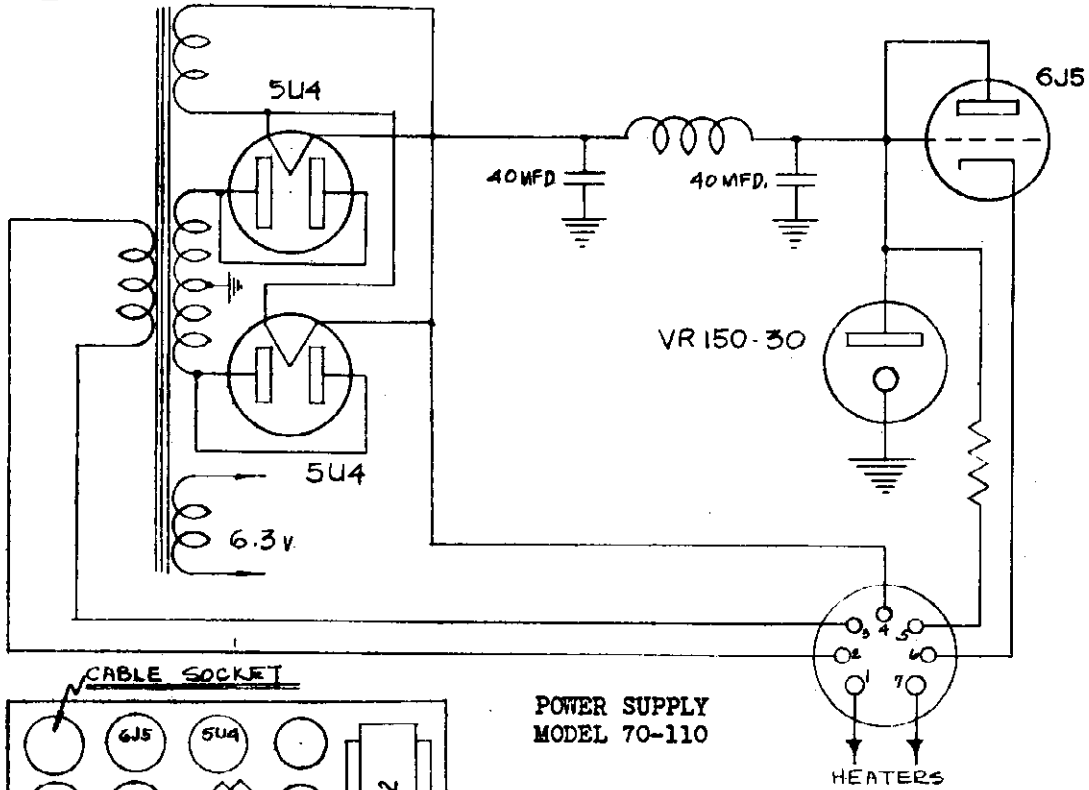 5U4
6J5
40 MFD
40 MFD.
VR 150-30
5U4
6.3 V.
3 4 5
2 6
1 7
CABLE SOCKET
6J5 5U4
2
POWER SUPPLY
MODEL 70-110
HEATERS